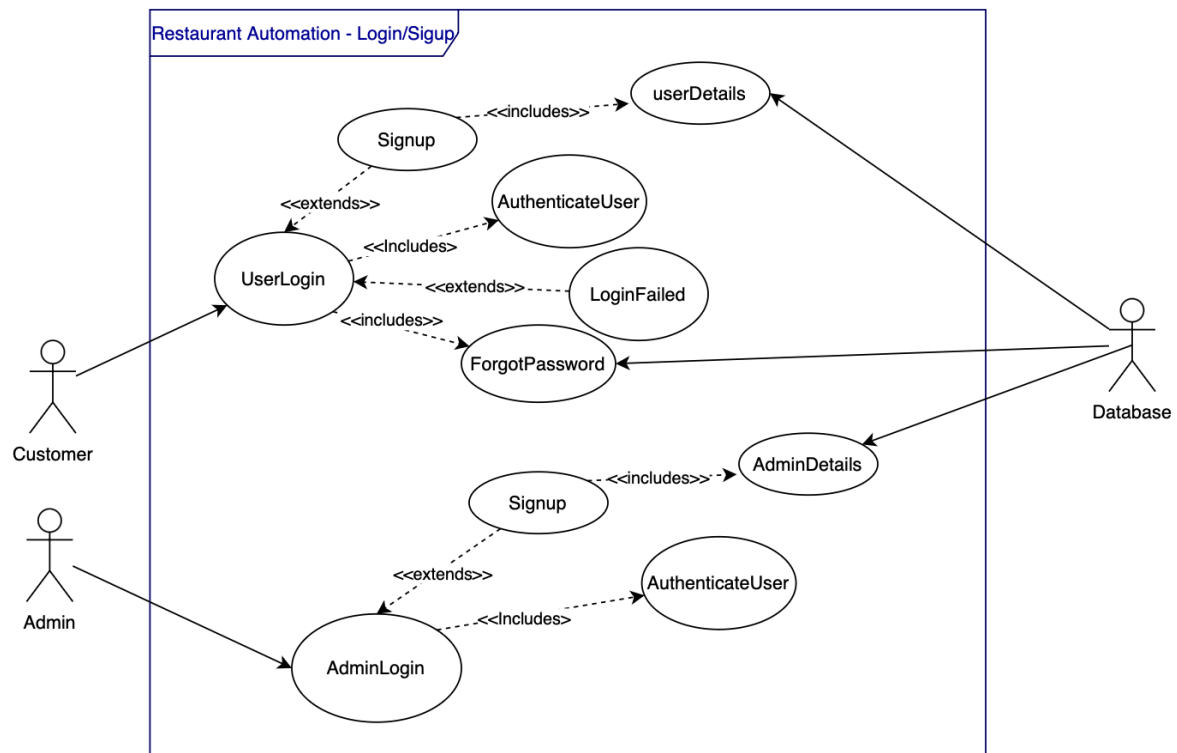 Restaurant Automation - Login/Sigup
userDetails
<<includes>>
Signup
AuthenticateUser
<<extends>>
<<Includes>
UserLogin
<<extends>>
LoginFailed
<<includes>>
ForgotPassword
Customer
Database
AdminDetails
<<includes>>
Signup
<<extends>>
AuthenticateUser
<<Includes>
Admin
AdminLogin